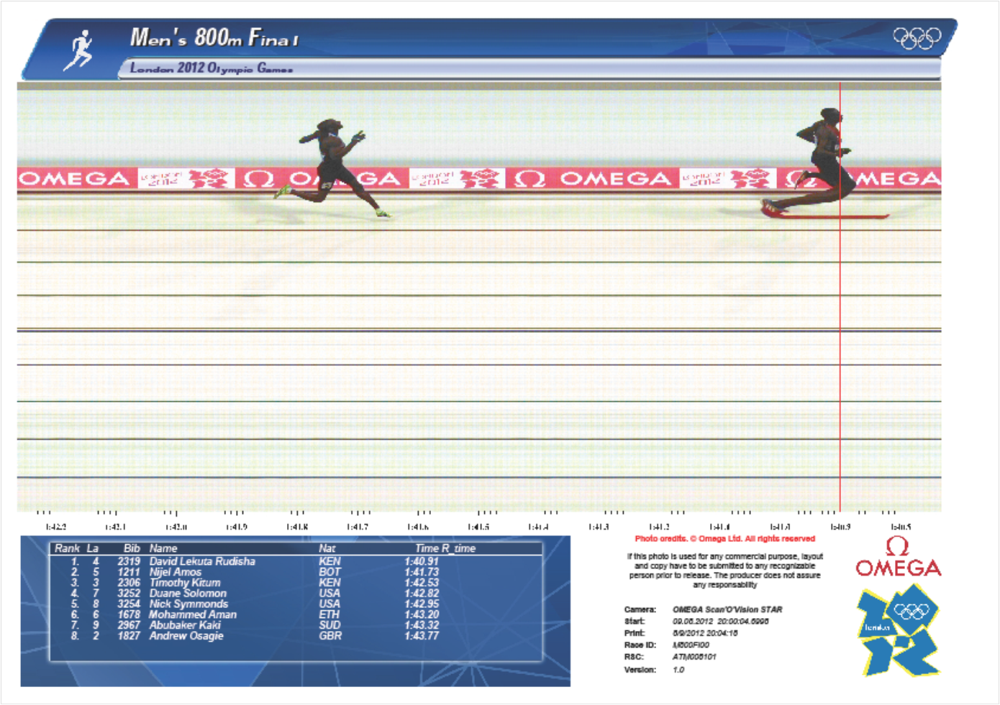 Men's 800m Final
London 2012 Olympic Games
OMEGA LONDON 2012 Ω OMEGA LONDON 2012 Ω OMEGA LONDON 2012 Ω OMEGA
1:42.2 1:42.1 1:42.0 1:41.9 1:41.8 1:41.7 1:41.6 1:41.5 1:41.4 1:41.3 1:41.2 1:41.1 1:41.0 1:40.9
Rank La Bib Name Nat Time R_time
1. 4 2319 David Lekuta Rudisha KEN 1:40.91
2. 5 1211 Nijel Amos BOT 1:41.73
3. 3 2306 Timothy Kitum KEN 1:42.53
4. 7 3252 Duane Solomon USA 1:42.82
5. 8 3254 Nick Symmonds USA 1:42.95
6. 6 1678 Mohammed Aman ETH 1:43.20
7. 9 2967 Abubaker Kaki SUD 1:43.32
8. 2 1827 Andrew Osagie GBR 1:43.77
Photo credits. © Omega Ltd. All rights reserved
If this photo is used for any commercial purpose, layout
and copy have to be submitted to any recognizable
person prior to release. The producer does not assure
any responsability
Camera: OMEGA Scan'O'Vision STAR
Start: 09.08.2012 20:00:04.6996
Print: 8/9/2012 20:04:16
Race ID: M800FI00
RSC: ATM008101
Version: 1.0
Ω
OMEGA
london